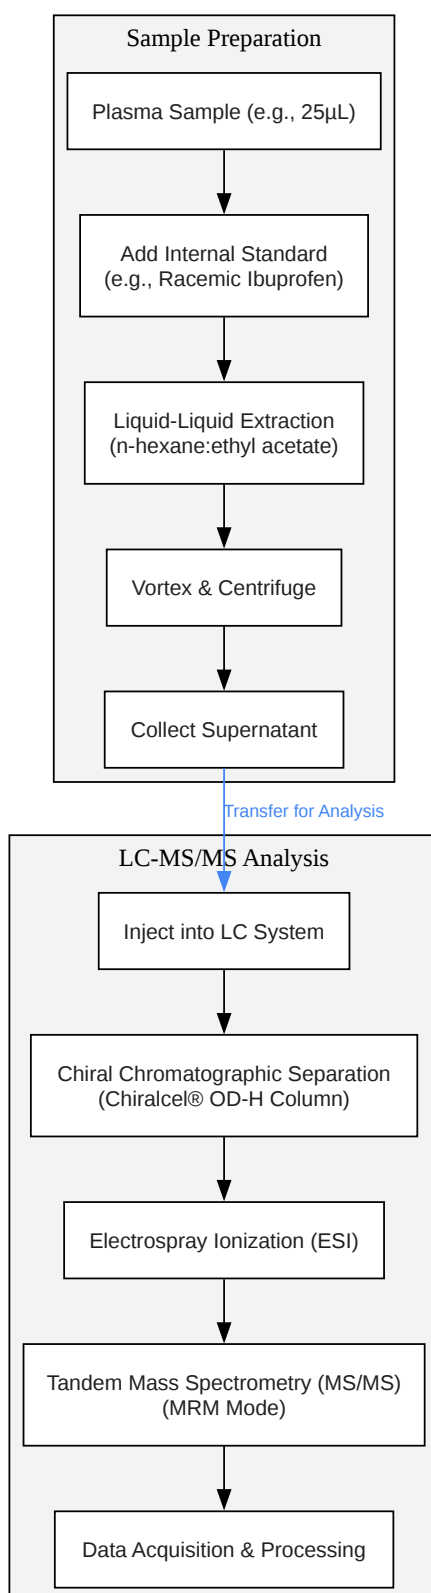 Sample Preparation
Plasma Sample (e.g., 25µL)
Add Internal Standard
(e.g., Racemic Ibuprofen)
Liquid-Liquid Extraction
(n-hexane:ethyl acetate)
Vortex & Centrifuge
Collect Supernatant
Transfer for Analysis
LC-MS/MS Analysis
Inject into LC System
Chiral Chromatographic Separation
(Chiralcel® OD-H Column)
Electrospray Ionization (ESI)
Tandem Mass Spectrometry (MS/MS)
(MRM Mode)
Data Acquisition & Processing